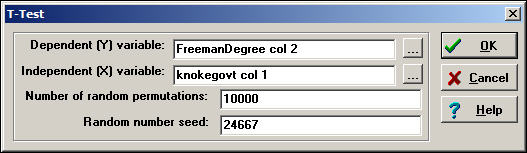 T-Test
Dependent (Y) variable: FreemanDegree col 2 ... OK
Independent (X) variable: knokegovt col 1 ... Cancel
Number of random permutations: 10000 Help
Random number seed: 24667